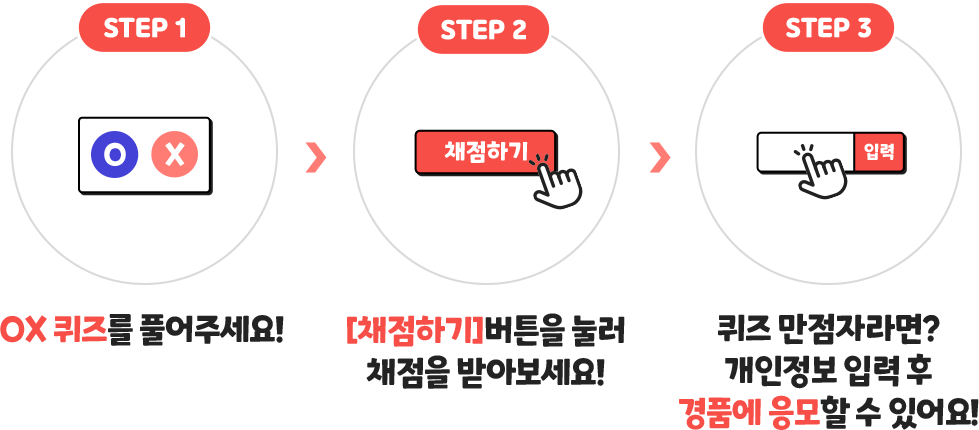 STEP 1
O X
OX 퀴즈를 풀어주세요!
STEP 2
채점하기
[채점하기]버튼을 눌러
채점을 받아보세요!
STEP 3
입력
퀴즈 만점자라면?
개인정보 입력 후
경품에 응모할 수 있어요!